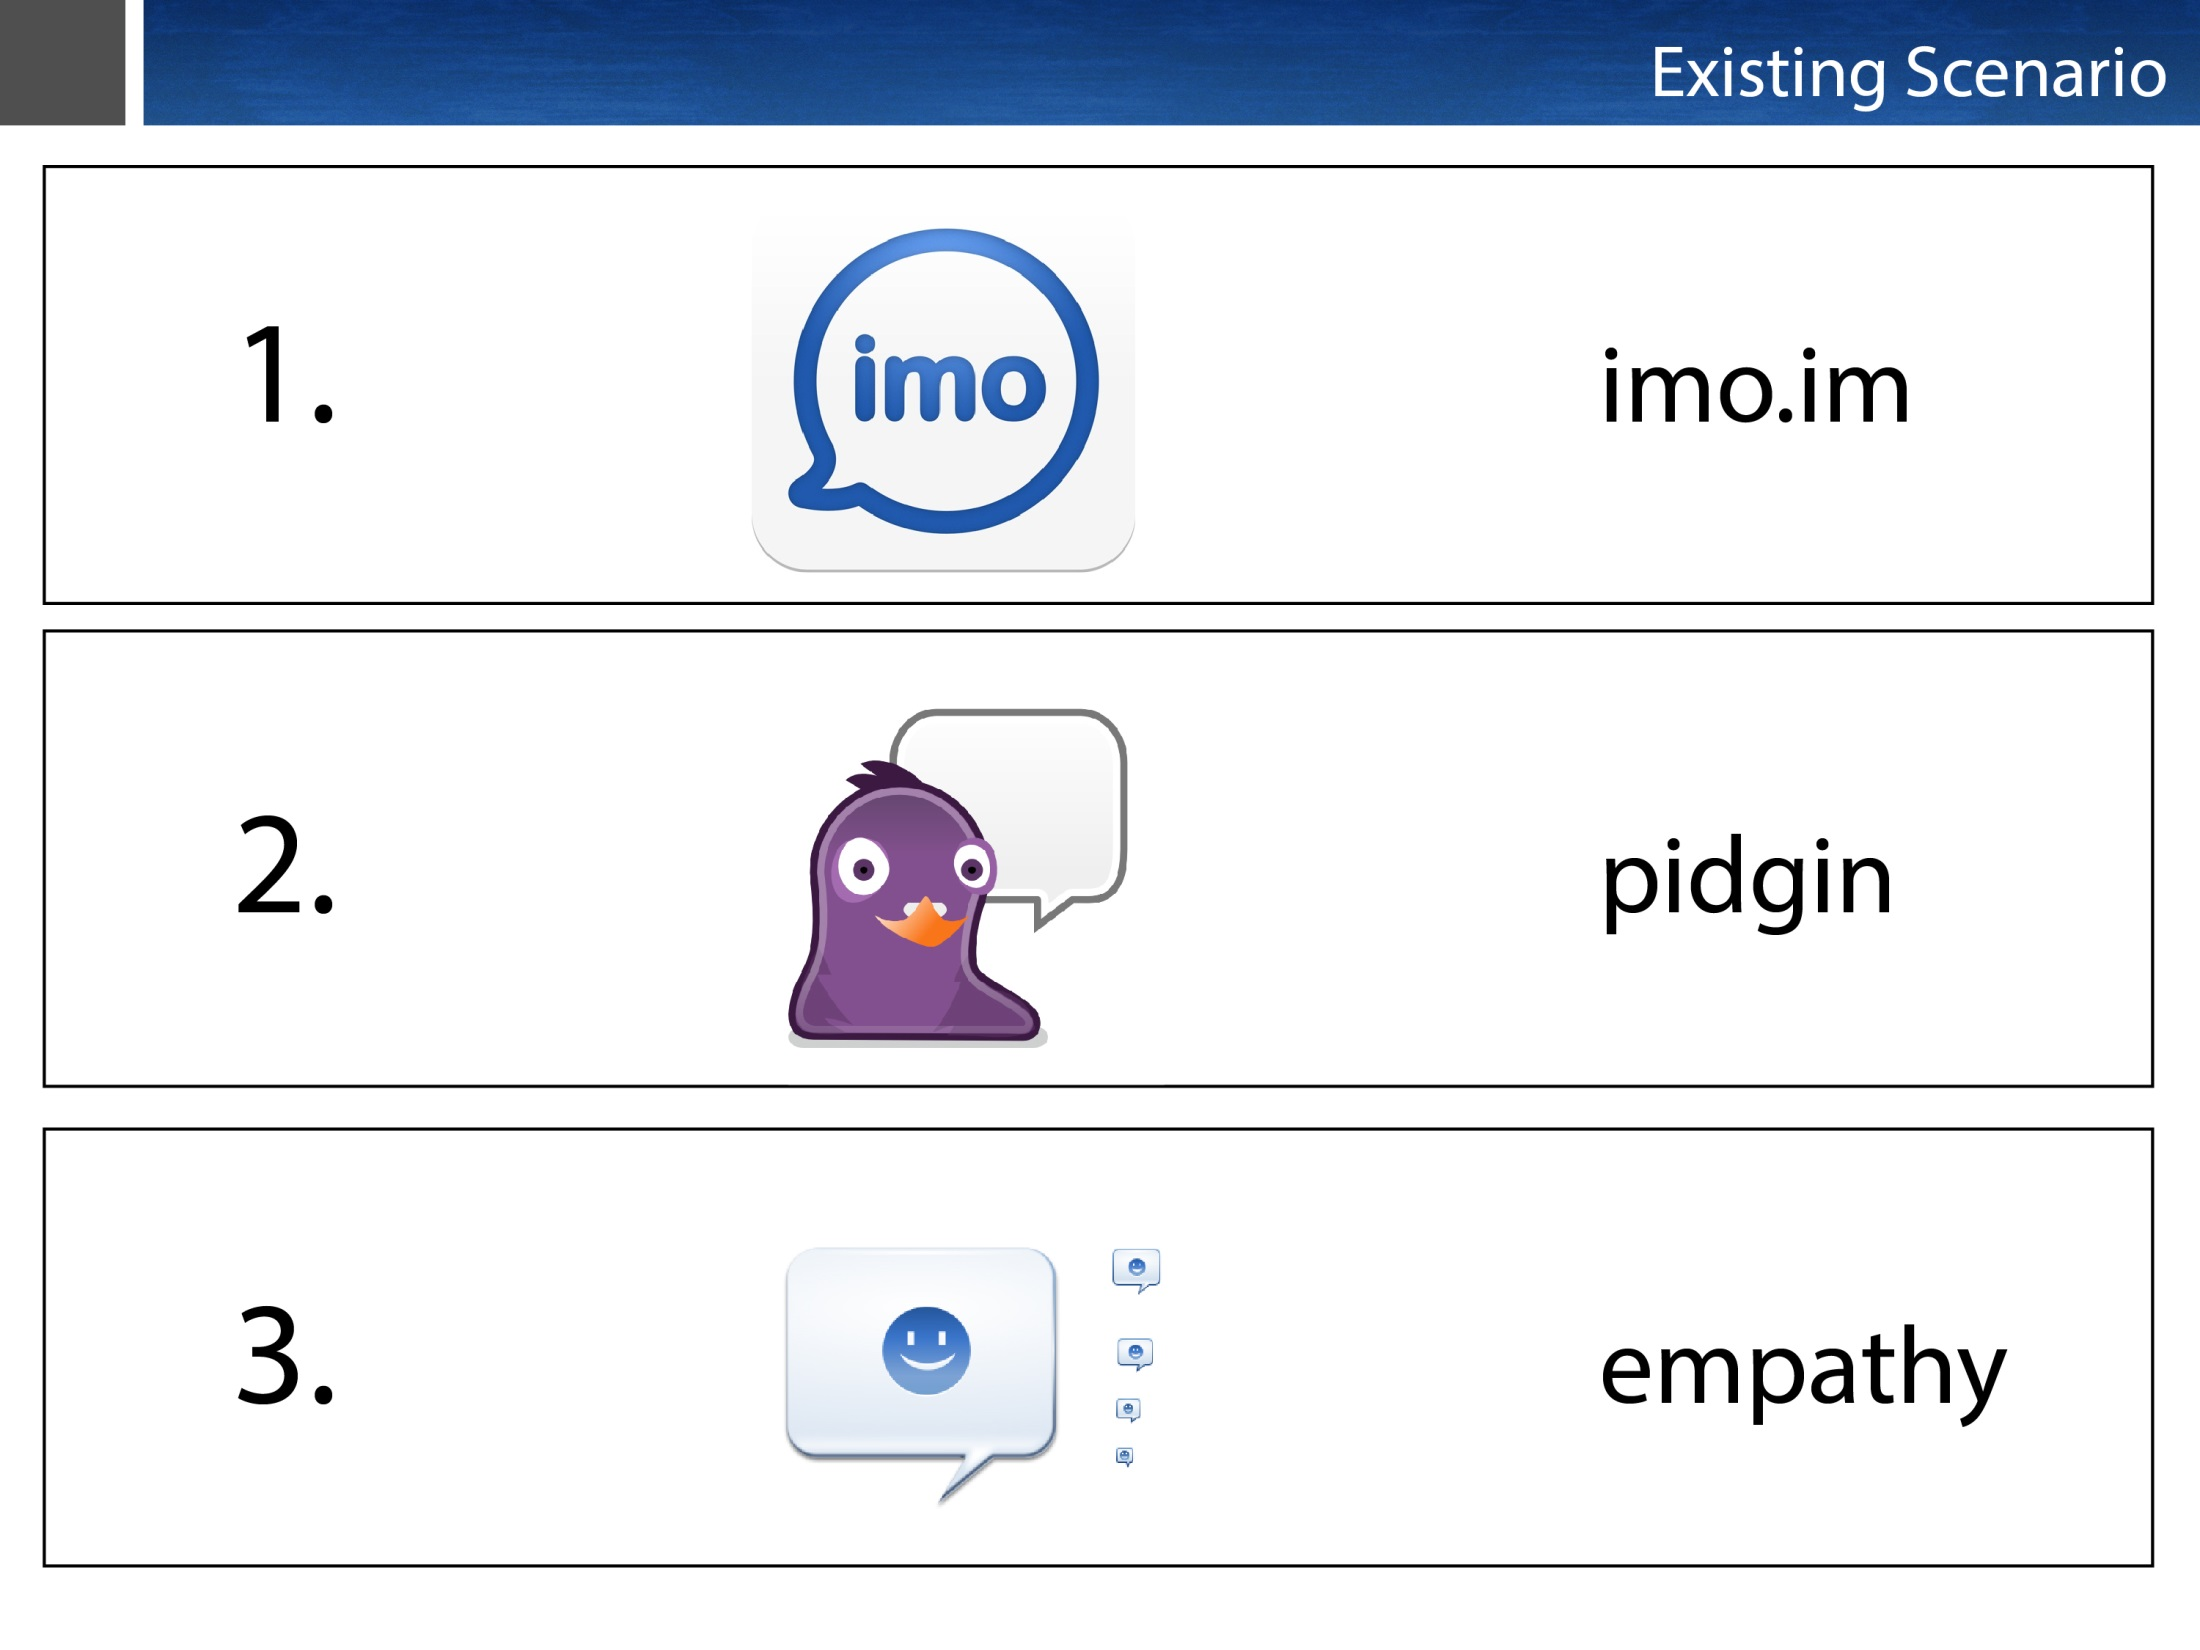 Existing Scenario
1.
imo
imo.im
2.
pidgin
3.
empathy